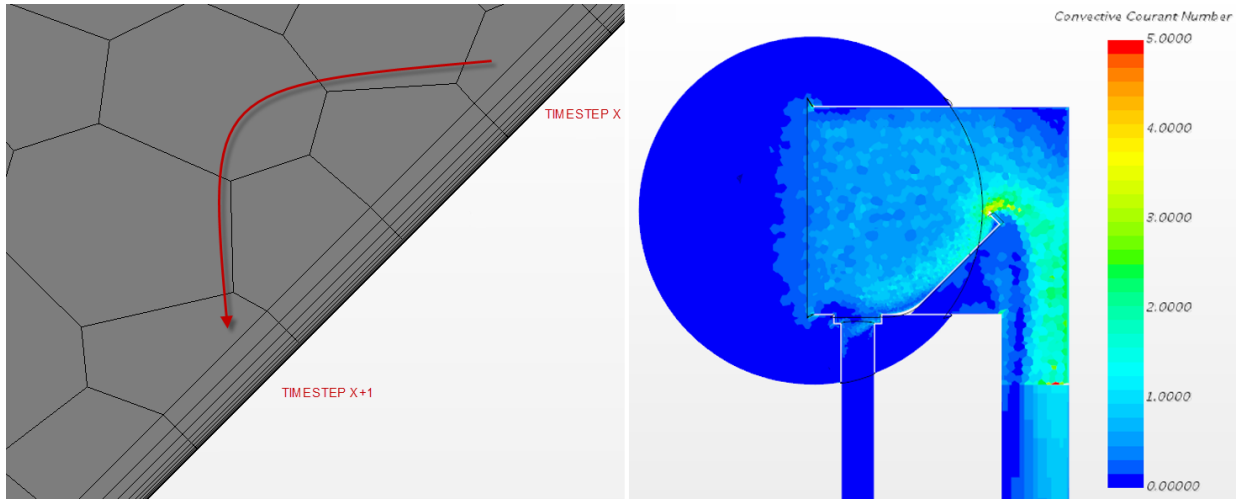 TIMESTEP X
TIMESTEP X+1
Convective Courant Number
5.0000
4.0000
3.0000
2.0000
1.0000
0.00000